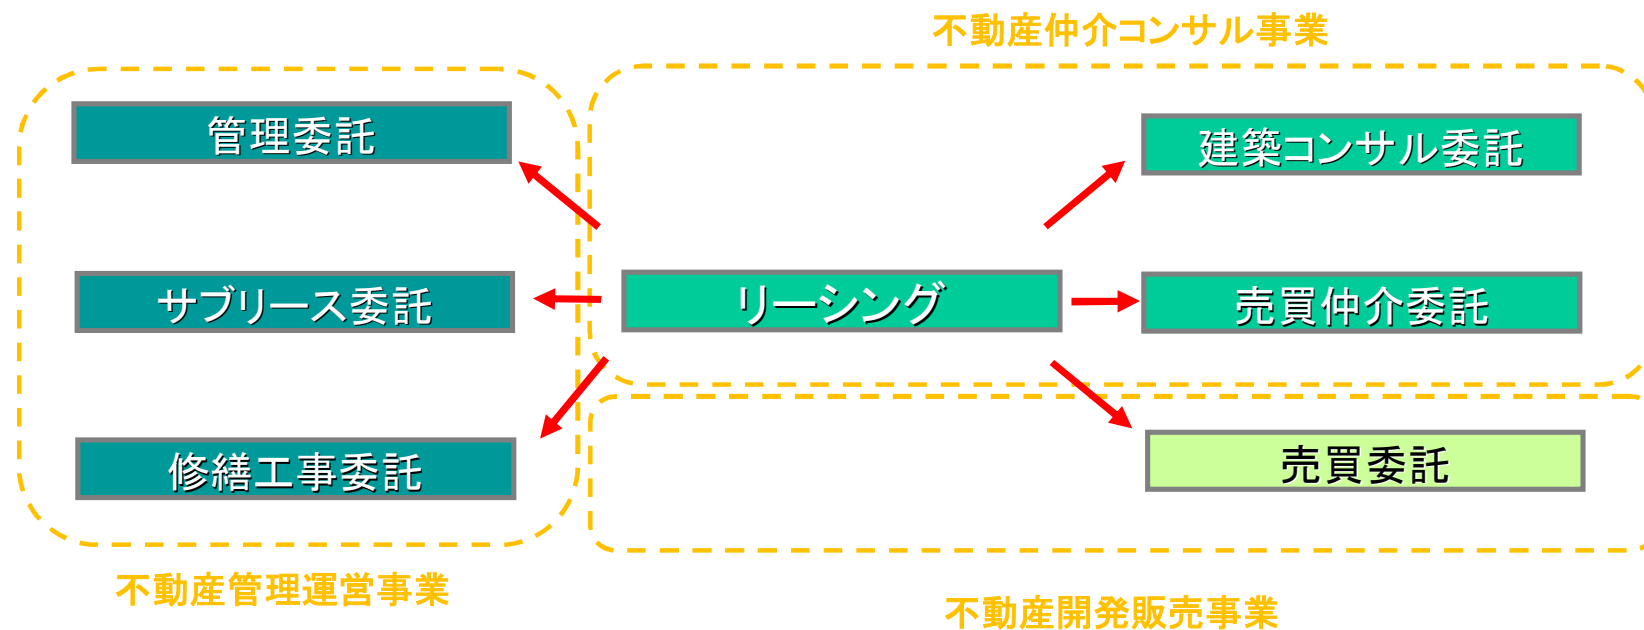 不動産仲介コンサル事業
管理委託
建築コンサル委託
サブリース委託
リーシング
売買仲介委託
修繕工事委託
売買委託
不動産管理運営事業
不動産開発販売事業